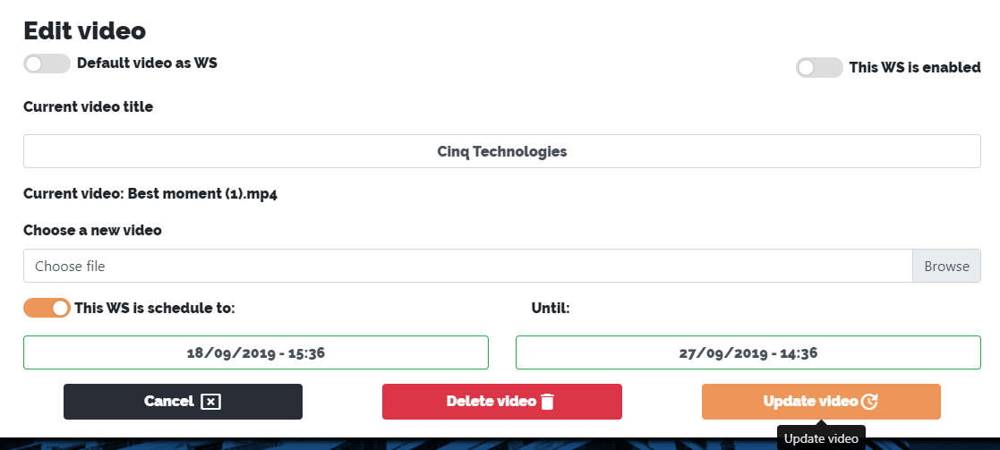 Edit video
Default video as WS
This WS is enabled
Current video title
Cinq Technologies
Current video: Best moment (1).mp4
Choose a new video
Choose file Browse
This WS is schedule to: Until:
18/09/2019 - 15:36 27/09/2019 - 14:36
Cancel Delete video Update video
Update video